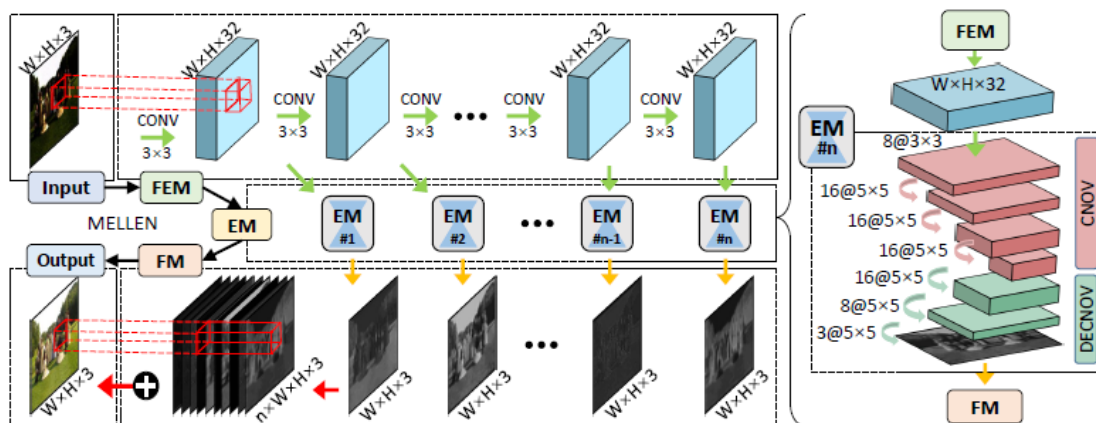 W×H×3
W×H×32
W×H×32
W×H×32
W×H×32
CONV
3×3
CONV
3×3
CONV
3×3
•••
CONV
3×3
CONV
3×3
Input
FEM
MELLEN
EM
Output
FM
EM
#1
EM
#2
•••
EM
#n-1
EM
#n
W×H×3
+
n×W×H×3
W×H×3
W×H×3
•••
W×H×3
W×H×3
FEM
W×H×32
EM
#n
8@3×3
16@5×5
16@5×5
16@5×5
16@5×5
8@5×5
3@5×5
CNOV
DECNOV
FM